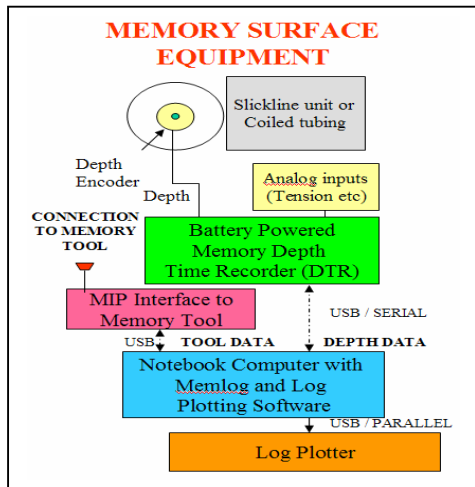 MEMORY SURFACE
EQUIPMENT
Slickline unit or
Coiled tubing
Depth
Encoder
Depth
Analog inputs
(Tension etc)
CONNECTION
TO MEMORY
TOOL
Battery Powered
Memory Depth
Time Recorder (DTR)
MIP Interface to
Memory Tool
USB / SERIAL
USB
TOOL DATA
DEPTH DATA
Notebook Computer with
Memlog and Log
Plotting Software
USB / PARALLEL
Log Plotter